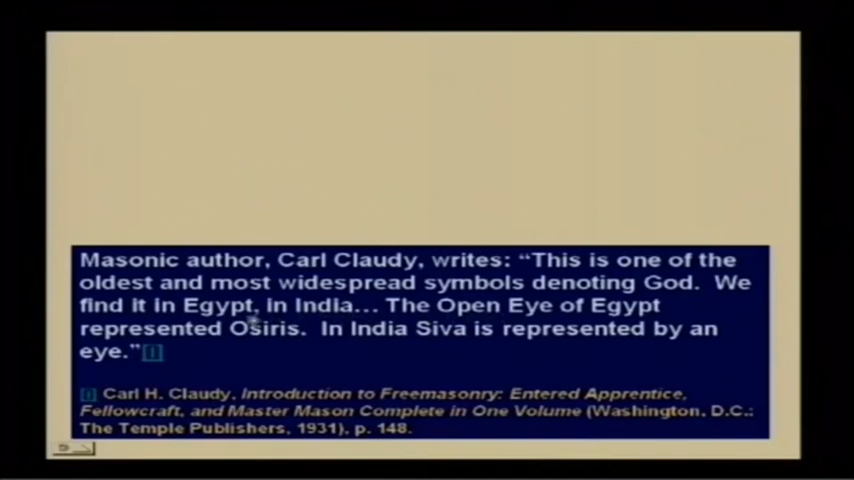 Masonic author, Carl Claudy, writes: “This is one of the
oldest and most widespread symbols denoting God. We
find it in Egypt, in India... The Open Eye of Egypt
represented Osiris. In India Siva is represented by an
eye.”[i]
[i] Carl H. Claudy, Introduction to Freemasonry: Entered Apprentice,
Fellowcraft, and Master Mason Complete in One Volume (Washington, D.C.:
The Temple Publishers, 1931), p. 148.